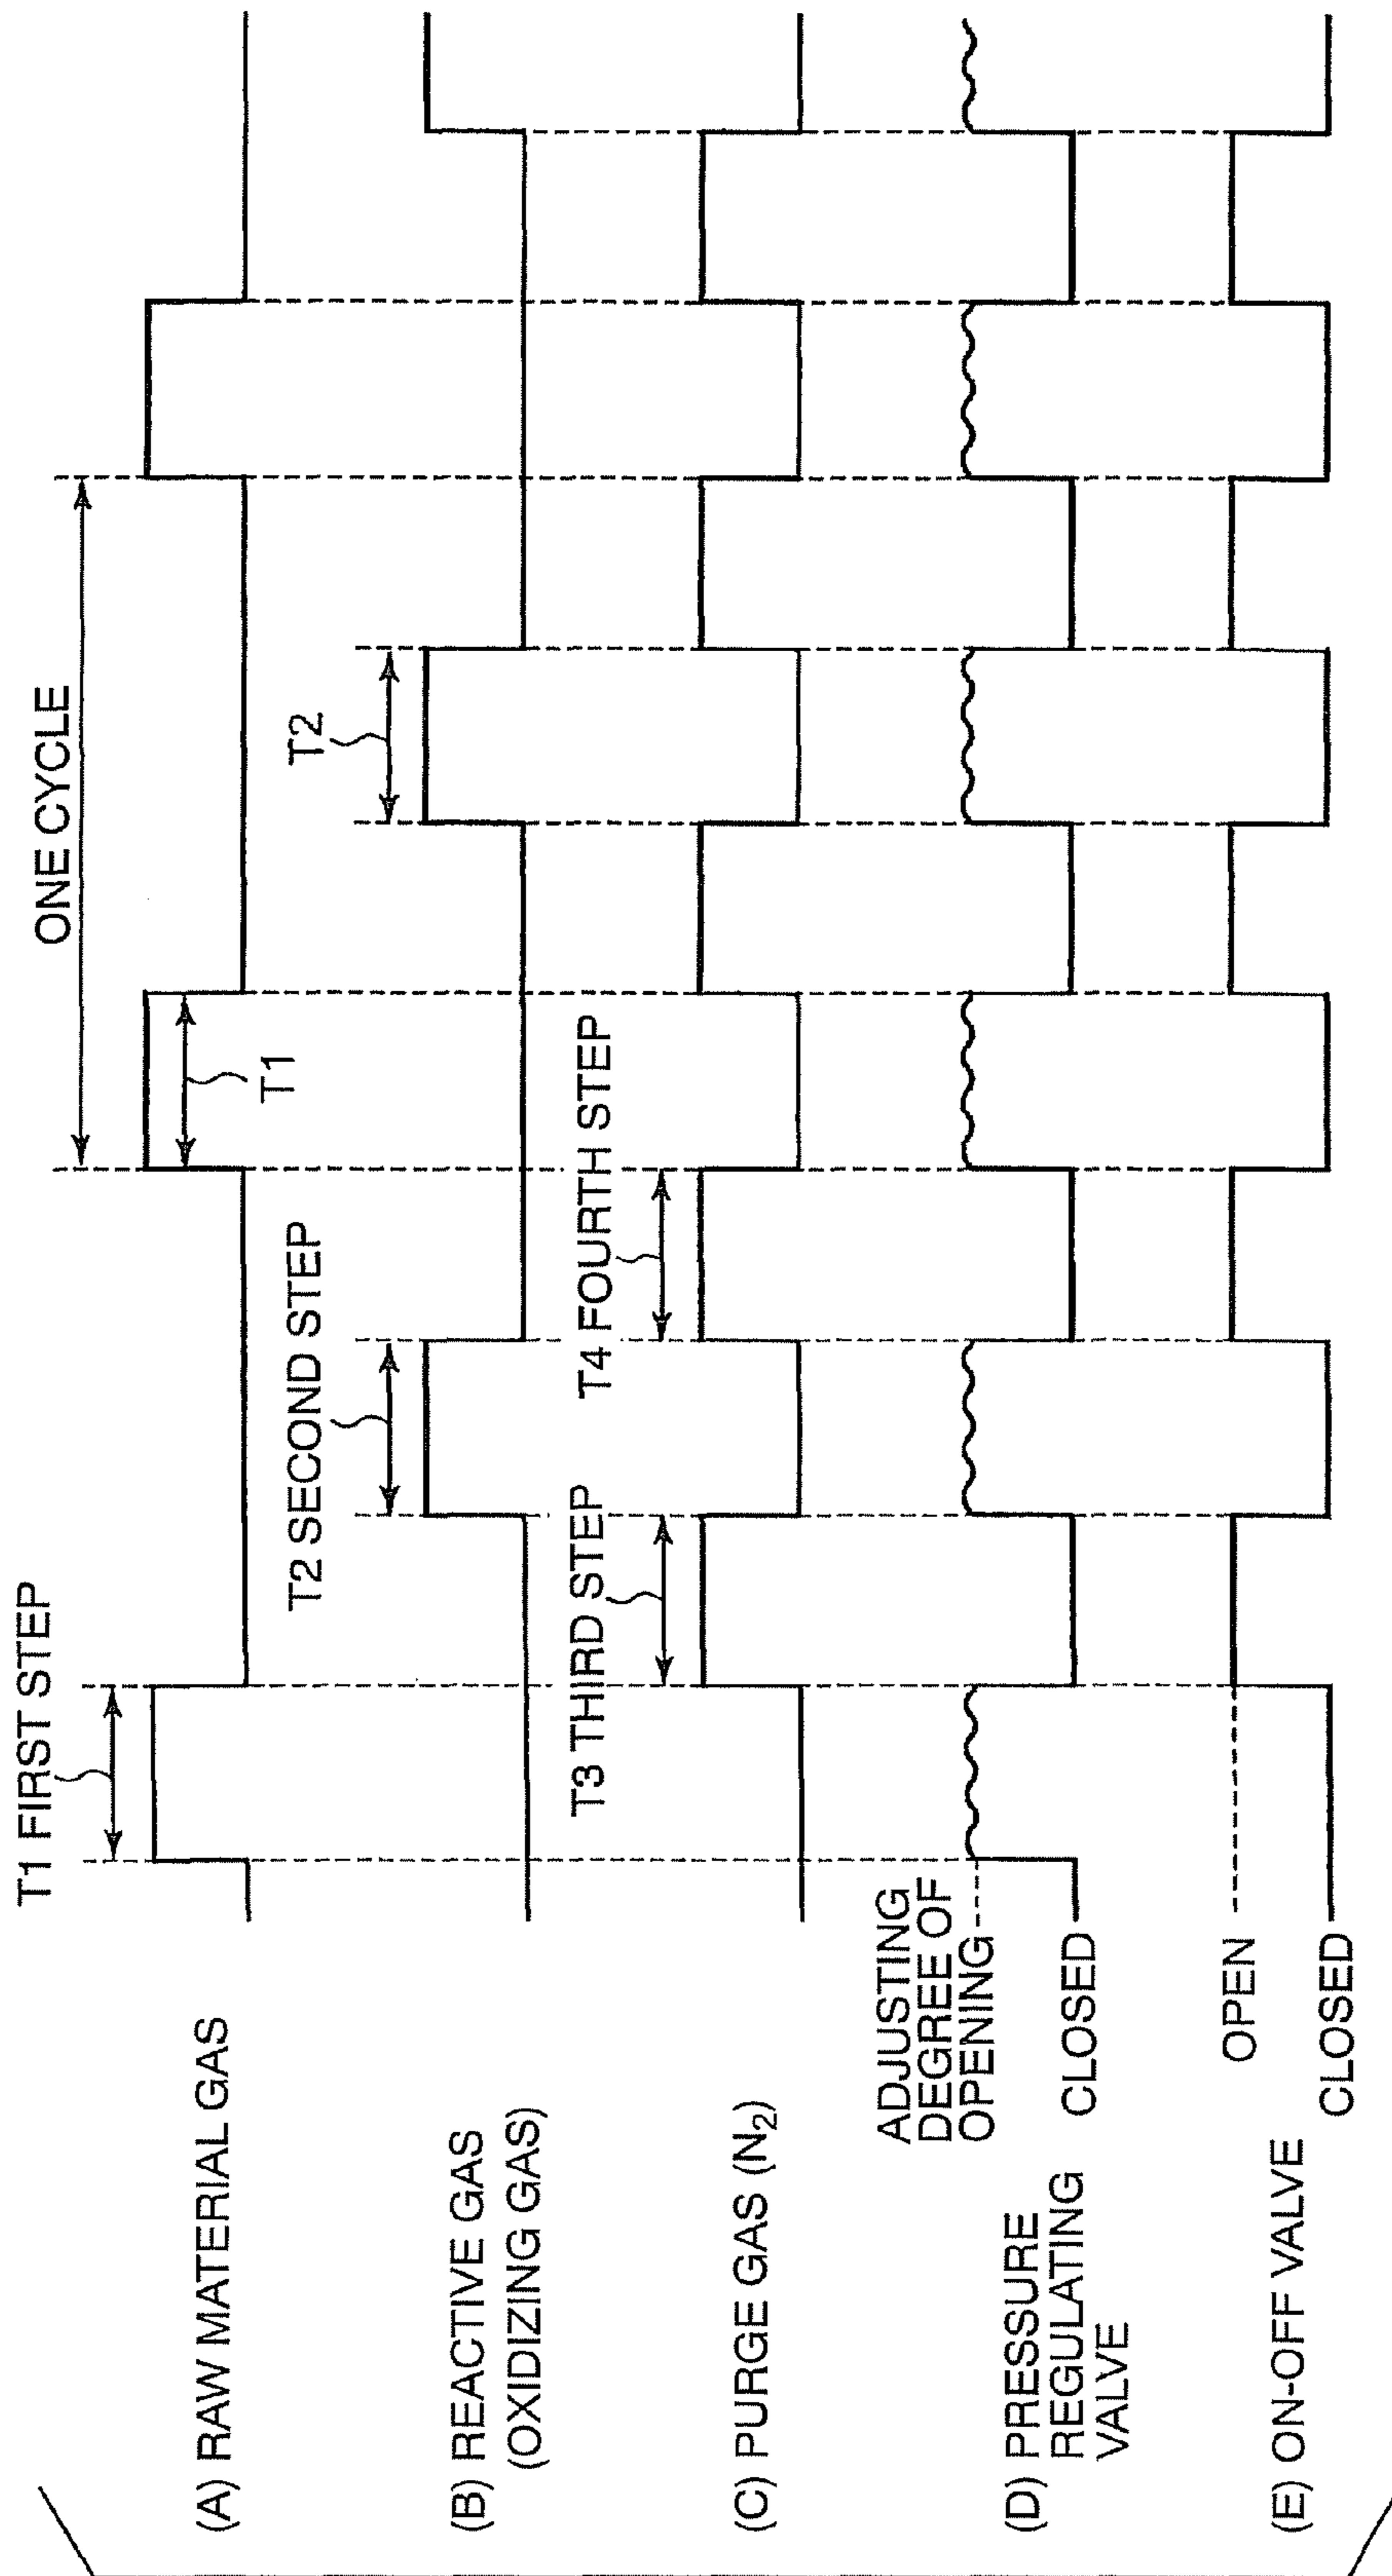 T1 FIRST STEP
ONE CYCLE
(A) RAW MATERIAL GAS
T1
T2 SECOND STEP
T2
(B) REACTIVE GAS
(OXIDIZING GAS)
T3 THIRD STEP
T4 FOURTH STEP
(C) PURGE GAS (N₂)
ADJUSTING
DEGREE OF
OPENING
(D) PRESSURE
REGULATING
VALVE
CLOSED
OPEN
(E) ON-OFF VALVE
CLOSED